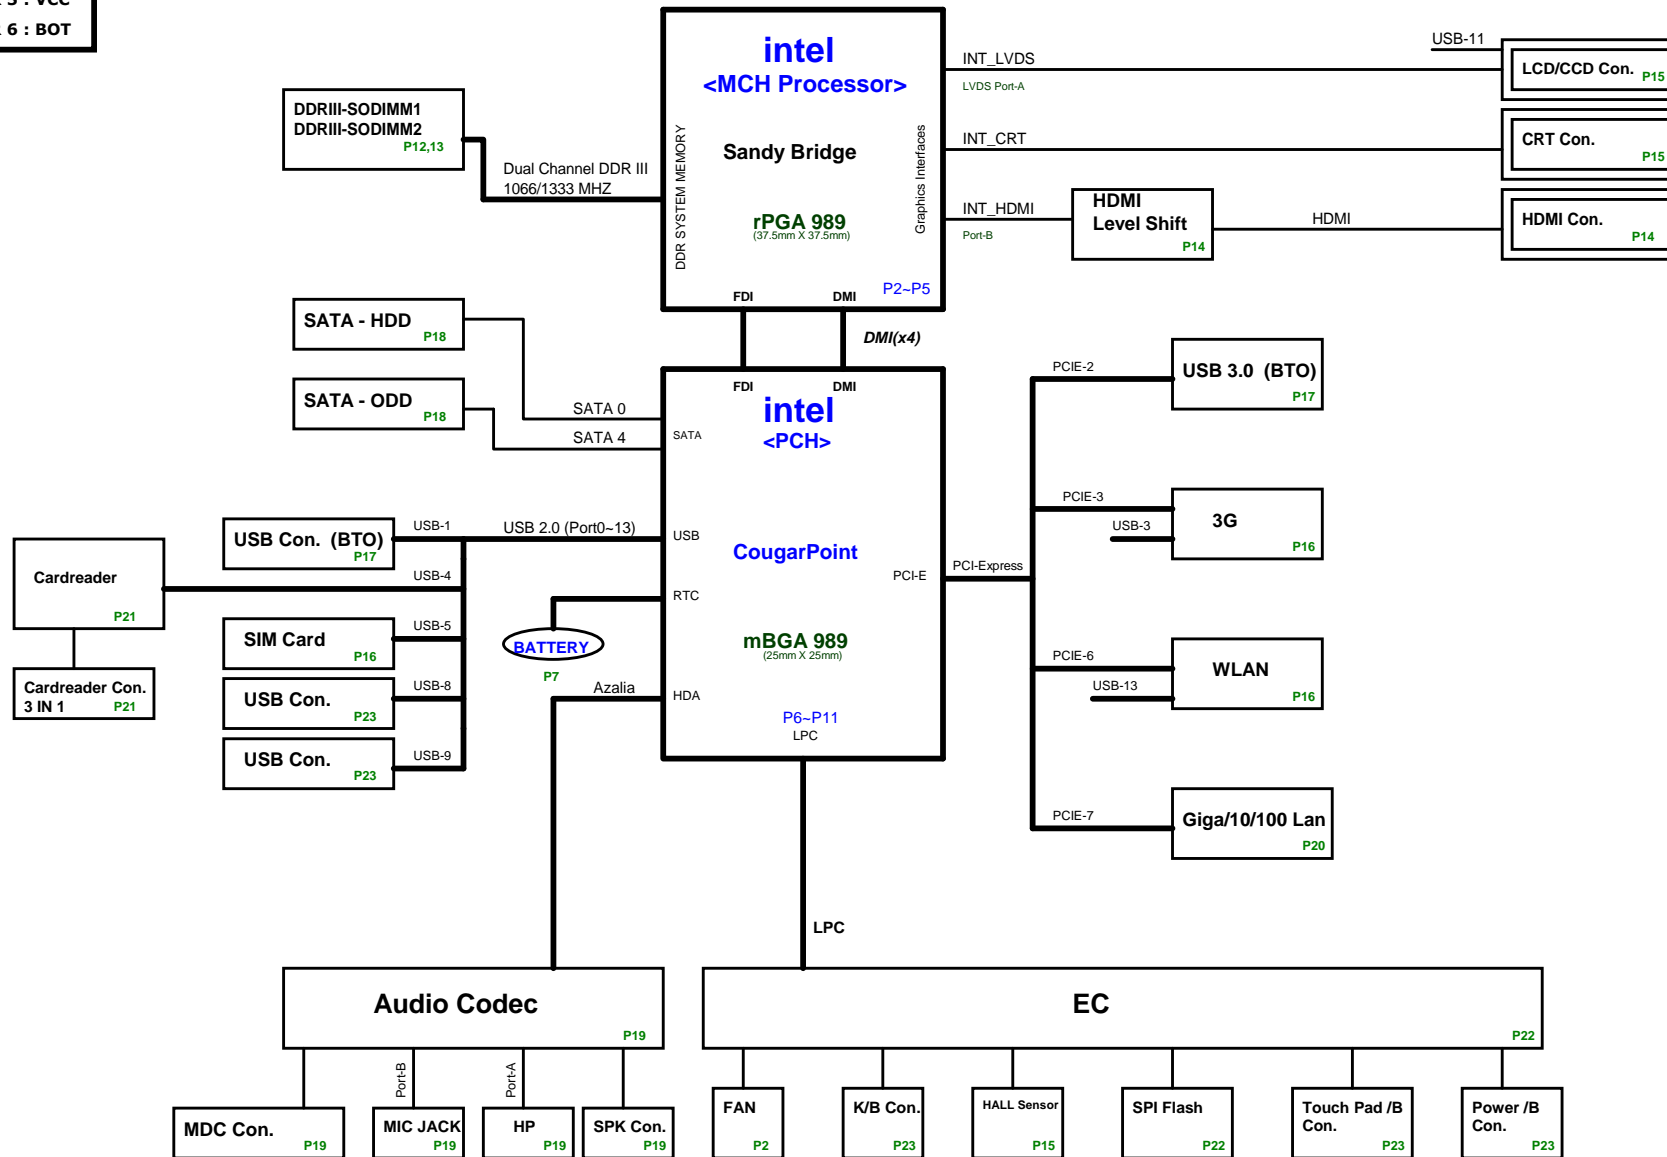 6 : BOT
intel
<MCH Processor>
Sandy Bridge
rPGA 989
(37.5mm X 37.5mm)
P2~P5
DDR SYSTEM MEMORY
Graphics Interfaces
FDI
DMI
DDRIII-SODIMM1
DDRIII-SODIMM2
P12,13
Dual Channel DDR III
1066/1333 MHZ
INT_LVDS
LVDS Port-A
USB-11
LCD/CCD Con.
P15
INT_CRT
CRT Con.
P15
INT_HDMI
Port-B
HDMI
Level Shift
P14
HDMI
HDMI Con.
P14
DMI(x4)
SATA - HDD
P18
SATA - ODD
P18
SATA 0
SATA 4
FDI
DMI
intel
<PCH>
SATA
USB
CougarPoint
PCI-E
RTC
mBGA 989
(25mm X 25mm)
HDA
P6~P11
LPC
USB Con. (BTO)
P17
USB-1
USB 2.0 (Port0~13)
Cardreader
P21
USB-4
SIM Card
P16
USB-5
Cardreader Con.
3 IN 1
P21
USB Con.
P23
USB-8
USB Con.
P23
USB-9
BATTERY
P7
Azalia
PCI-Express
PCIE-2
USB 3.0 (BTO)
P17
PCIE-3
USB-3
3G
P16
PCIE-6
USB-13
WLAN
P16
PCIE-7
Giga/10/100 Lan
P20
LPC
Audio Codec
P19
EC
P22
Port-B
Port-A
MDC Con.
P19
MIC JACK
P19
HP
P19
SPK Con.
P19
FAN
P2
K/B Con.
P23
HALL Sensor
P15
SPI Flash
P22
Touch Pad /B
Con.
P23
Power /B
Con.
P23